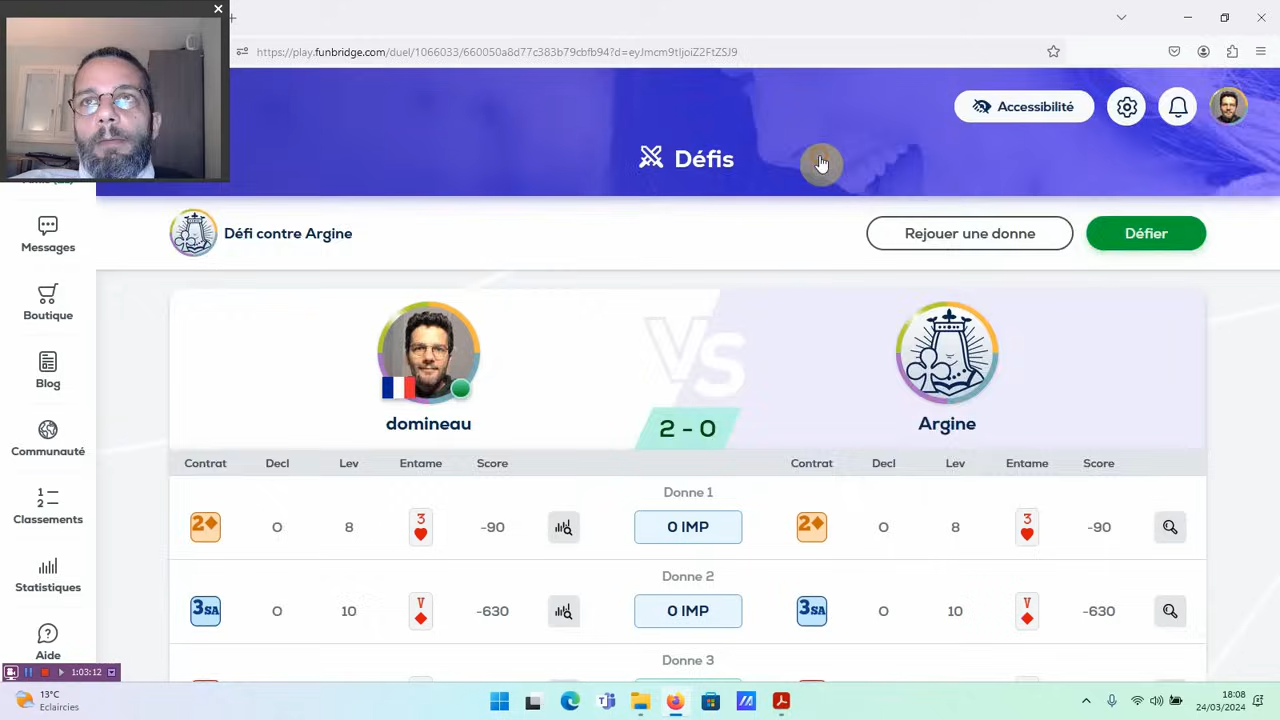 https://play.funbridge.com/duel/1066033/660050a8d77c383b79cbfb94?d=eyJmcm9tIjoiZ2FtZSJ9
Accessibilité
Défis
Défi contre Argine
Rejouer une donne
Défier
Messages
Boutique
Blog
Communauté
1
2
Classements
Statistiques
Aide
VS
domineau
2 - 0
Argine
Contrat Decl Lev Entame Score Contrat Decl Lev Entame Score
Donne 1
2♦ O 8 3♥ -90 0 IMP 2♦ O 8 3♥ -90
Donne 2
3SA O 10 V♦ -630 0 IMP 3SA O 10 V♦ -630
Donne 3
1:03:12
13°C
Eclaircies
18:08
24/03/2024